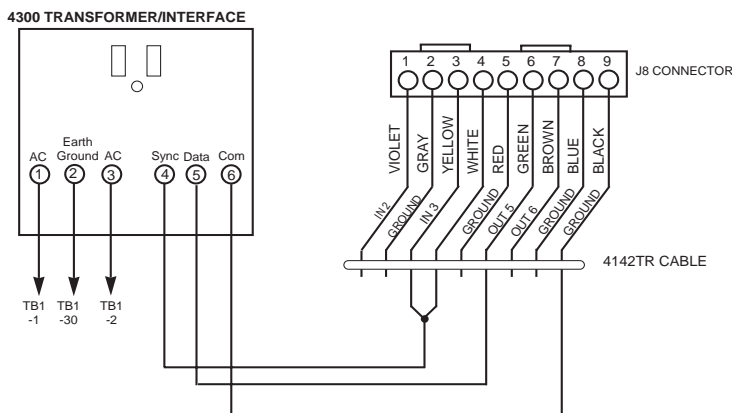 4300 TRANSFORMER/INTERFACE
AC
Earth
Ground
AC
Sync
Data
Com
1
2
3
4
5
6
TB1
-1
TB1
-30
TB1
-2
1
2
3
4
5
6
7
8
9
J8 CONNECTOR
VIOLET
GRAY
YELLOW
WHITE
RED
GREEN
BROWN
BLUE
BLACK
IN 2
GROUND
IN 3
GROUND
OUT 5
OUT 6
GROUND
GROUND
4142TR CABLE